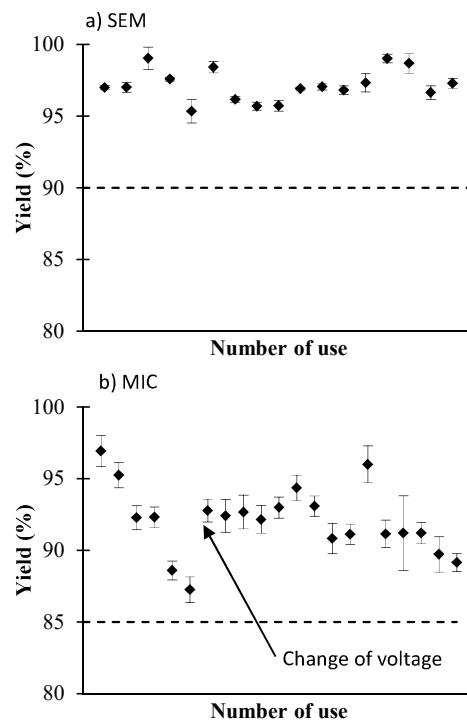 a) SEM
100
95
90
85
80
Yield (%)
Number of use
b) MIC
100
95
90
85
80
Yield (%)
Change of voltage
Number of use